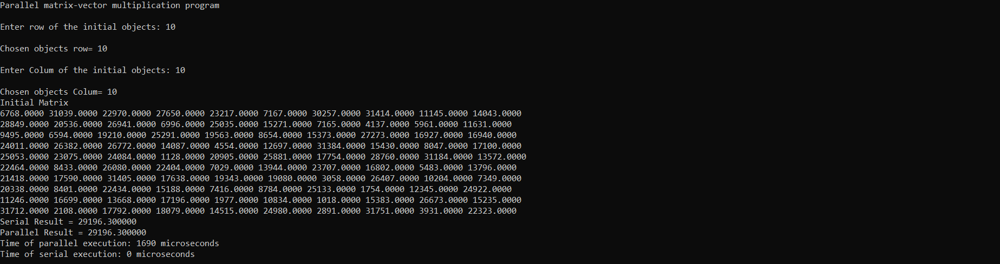 Parallel matrix-vector multiplication program
Enter row of the initial objects: 10
Chosen objects row= 10
Enter Colum of the initial objects: 10
Chosen objects Colum= 10
Initial Matrix
6768.0000 31039.0000 22970.0000 27650.0000 23217.0000 7167.0000 30257.0000 31414.0000 11145.0000 14043.0000
28849.0000 20536.0000 26941.0000 6996.0000 25035.0000 15271.0000 7165.0000 4137.0000 5961.0000 11631.0000
9495.0000 6594.0000 19210.0000 25291.0000 19563.0000 8654.0000 15373.0000 27273.0000 16927.0000 16940.0000
24011.0000 26382.0000 26772.0000 14087.0000 4554.0000 12697.0000 31384.0000 15430.0000 8047.0000 17100.0000
25053.0000 23075.0000 24084.0000 1128.0000 20905.0000 25881.0000 17754.0000 28760.0000 31184.0000 13572.0000
22464.0000 8433.0000 26080.0000 22404.0000 7029.0000 13944.0000 23707.0000 16802.0000 5483.0000 13796.0000
21418.0000 17590.0000 31405.0000 17638.0000 19343.0000 19080.0000 3058.0000 26407.0000 10204.0000 7349.0000
20338.0000 8401.0000 22434.0000 15188.0000 7416.0000 8784.0000 25133.0000 1754.0000 12345.0000 24922.0000
11246.0000 16699.0000 13668.0000 17196.0000 1977.0000 10834.0000 1018.0000 15383.0000 26673.0000 15235.0000
31712.0000 2108.0000 17792.0000 18079.0000 14515.0000 24980.0000 2891.0000 31751.0000 3931.0000 22323.0000
Serial Result = 29196.300000
Parallel Result = 29196.300000
Time of parallel execution: 1690 microseconds
Time of serial execution: 0 microseconds